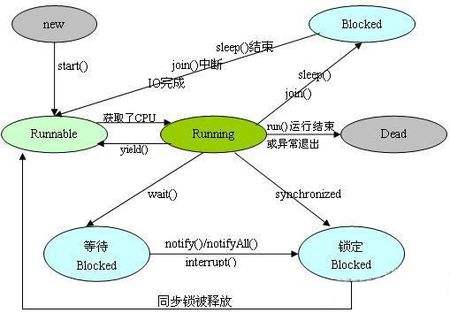 new
Blocked
sleep()结束
join()中断
IO完成
start()
sleep()
join()
Runnable
获取了CPU
yield()
Running
run()运行结束
或异常退出
Dead
wait()
synchronized
等待
Blocked
notify()/notifyAll()
interrupt()
锁定
Blocked
同步锁被释放